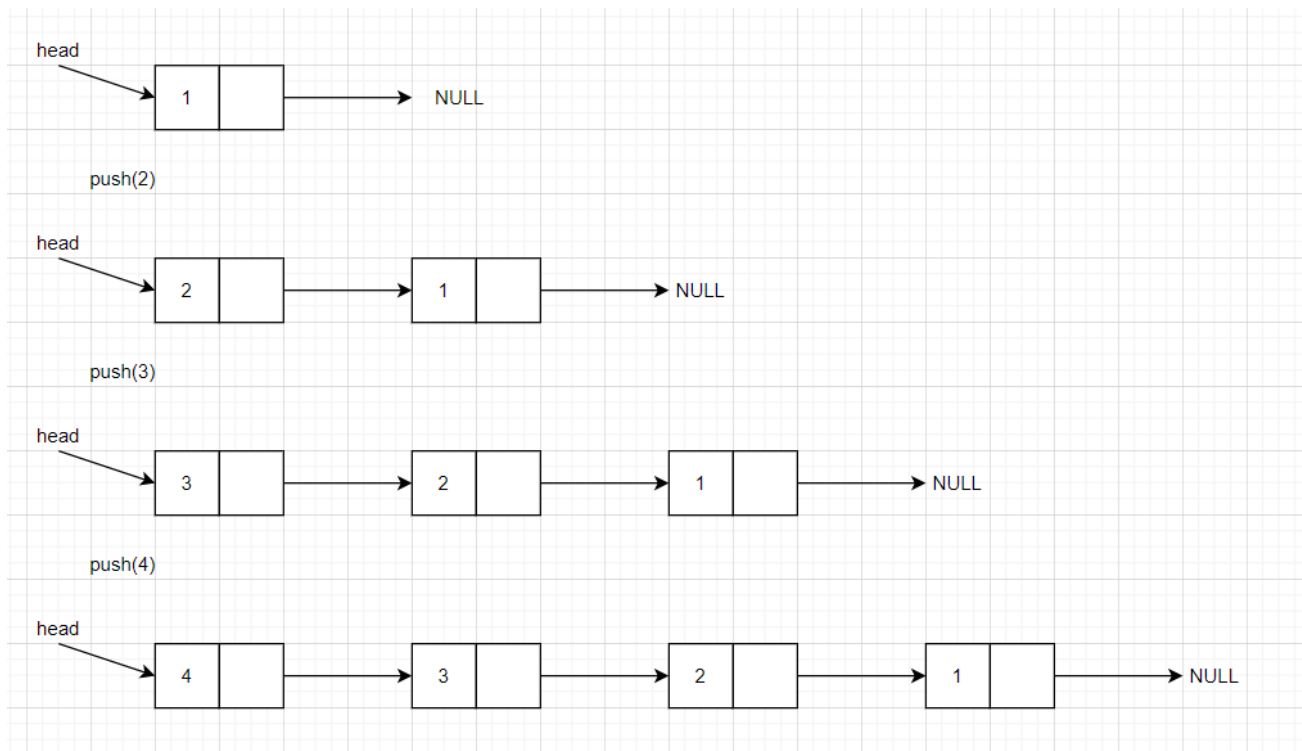 head
1 NULL
push(2)
head
2 1 NULL
push(3)
head
3 2 1 NULL
push(4)
head
4 3 2 1 NULL